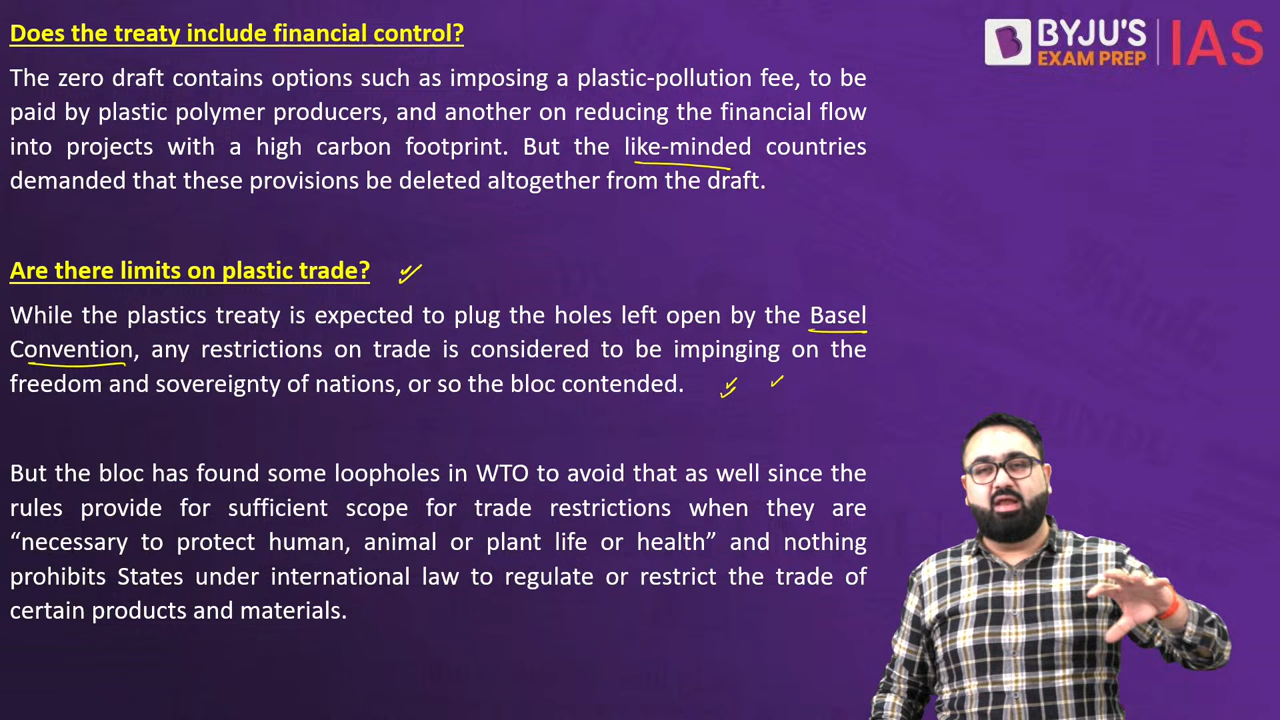 Does the treaty include financial control?
BYJU'S
EXAM PREP
IAS
The zero draft contains options such as imposing a plastic-pollution fee, to be
paid by plastic polymer producers, and another on reducing the financial flow
into projects with a high carbon footprint. But the like-minded countries
demanded that these provisions be deleted altogether from the draft.
Are there limits on plastic trade?
While the plastics treaty is expected to plug the holes left open by the Basel
Convention, any restrictions on trade is considered to be impinging on the
freedom and sovereignty of nations, or so the bloc contended.
But the bloc has found some loopholes in WTO to avoid that as well since the
rules provide for sufficient scope for trade restrictions when they are
“necessary to protect human, animal or plant life or health” and nothing
prohibits States under international law to regulate or restrict the trade of
certain products and materials.